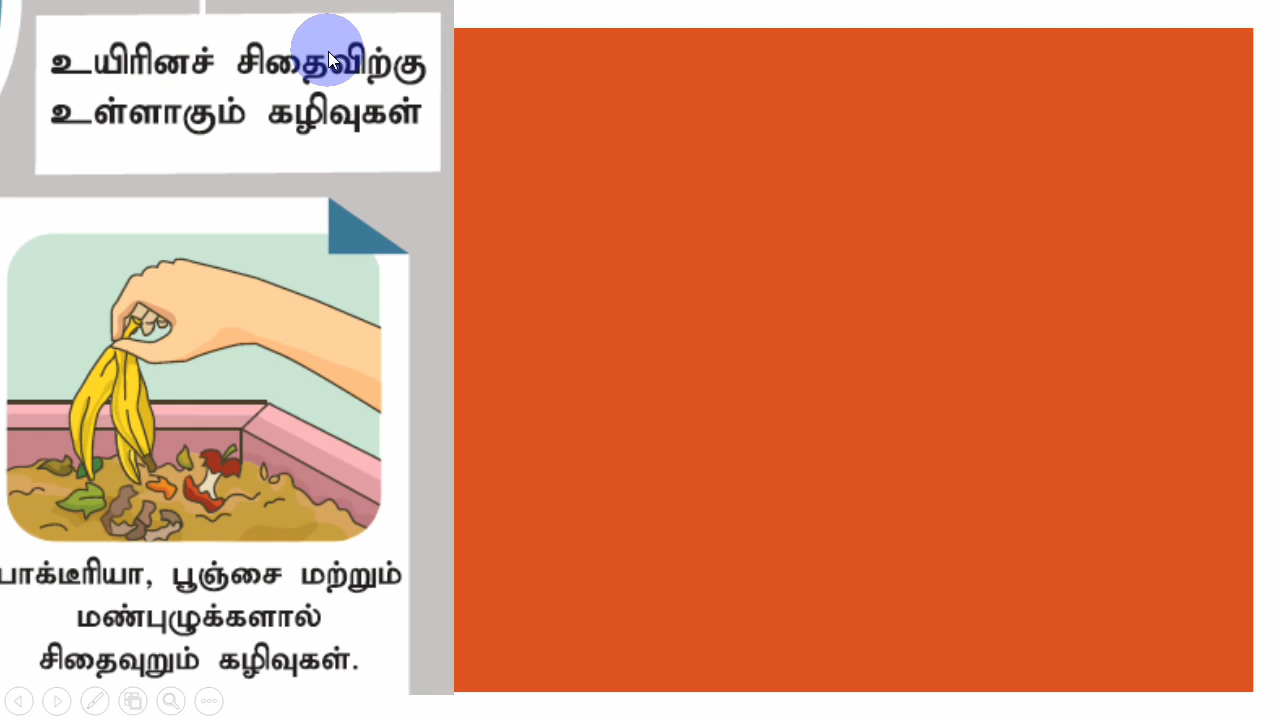 உயிரினச் சிதைவிற்கு
உள்ளாகும் கழிவுகள்
பாக்டீரியா, பூஞ்சை மற்றும்
மண்புழுக்களால்
சிதைவுறும் கழிவுகள்.